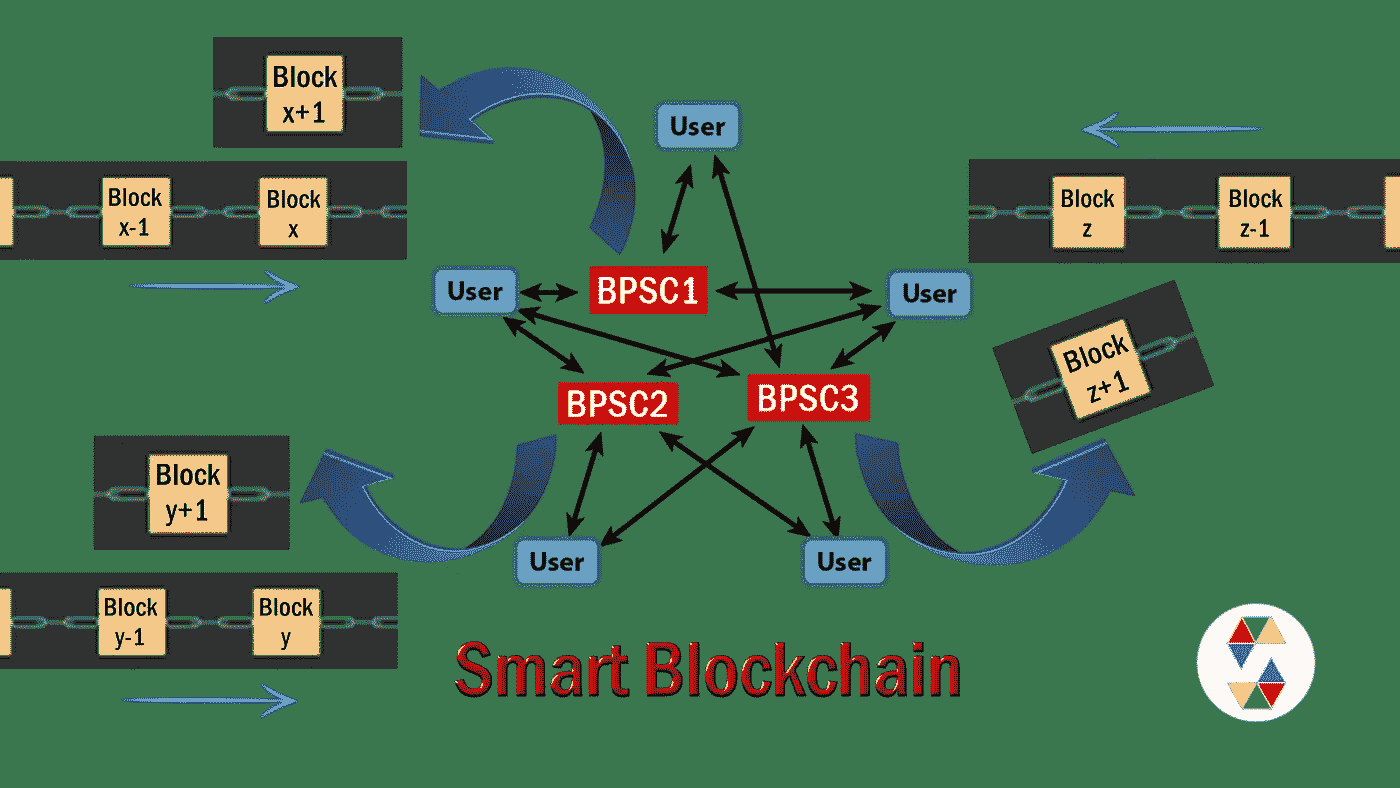 Block
x+1
User
Block
x-1
Block
x
Block
z
Block
z-1
User
BPSC1
User
Block
z+1
BPSC2
BPSC3
Block
y+1
User
User
Block
y-1
Block
y
Smart Blockchain